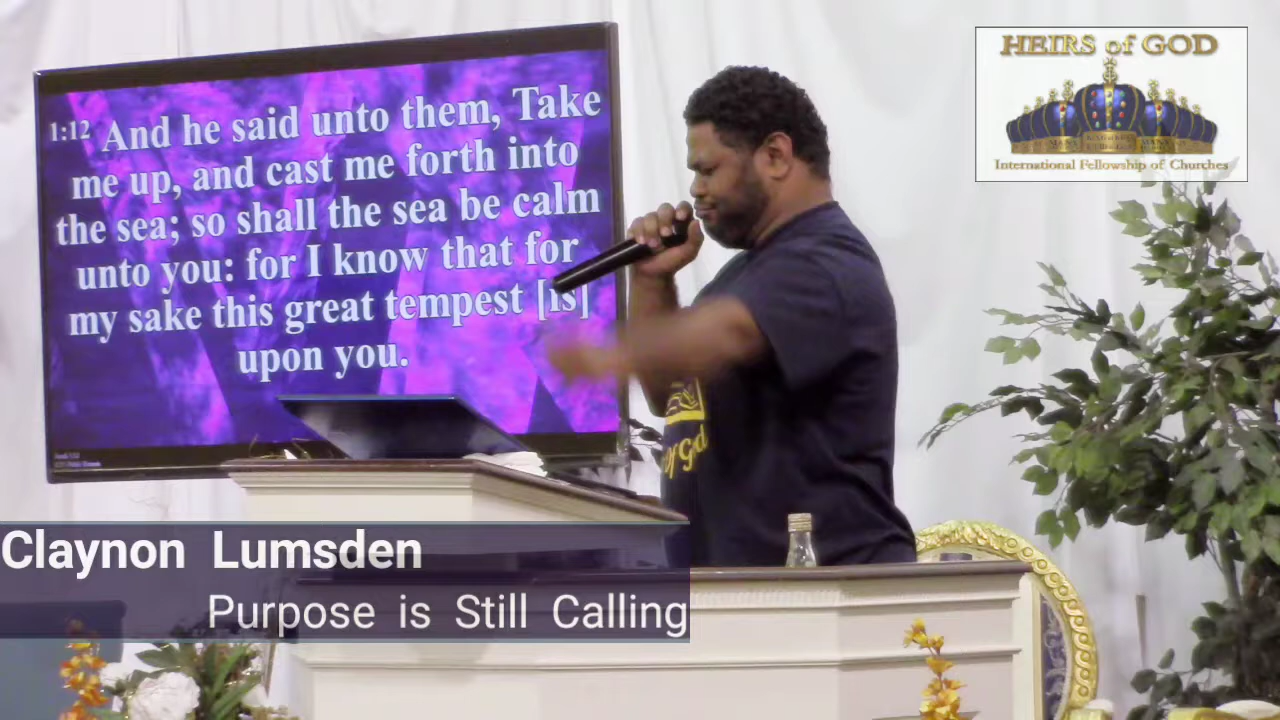 HEIRS of GOD
International Fellowship of Churches
1:12 And he said unto them, Take
me up, and cast me forth into
the sea; so shall the sea be calm
unto you: for I know that for
my sake this great tempest [is]
upon you.
Of God
Claynon Lumsden
Purpose is Still Calling